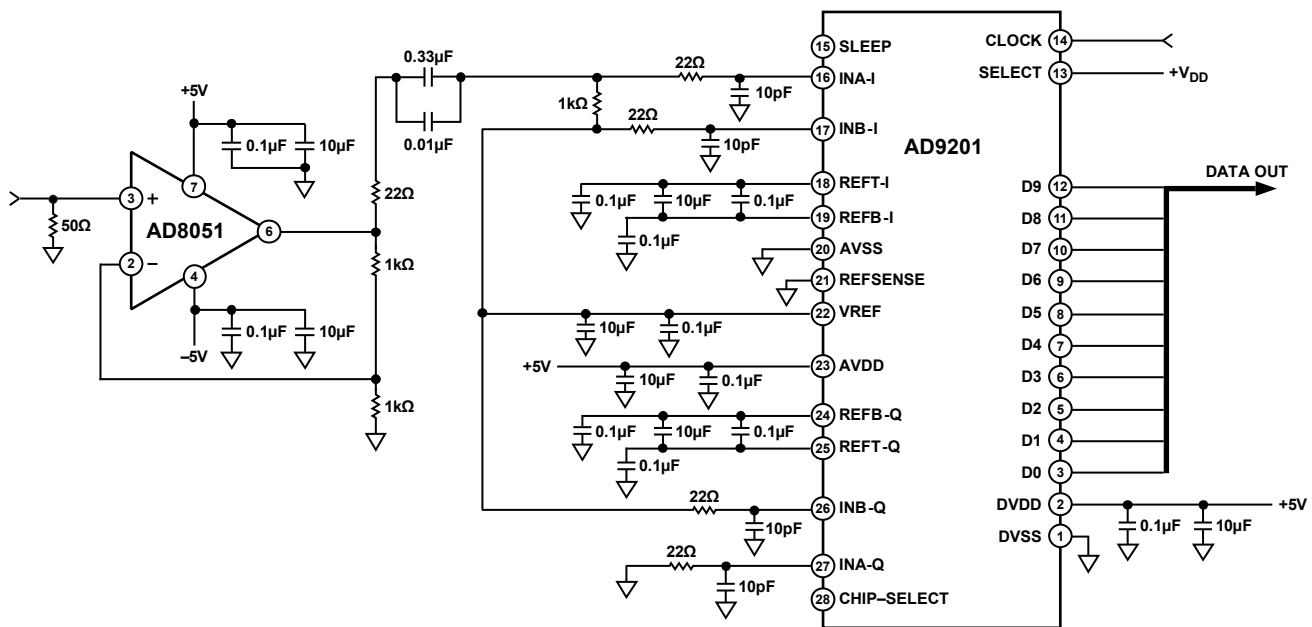 +5V
0.1µF
10µF
3
+
50Ω
AD8051
7
6
2
–
4
0.1µF
10µF
–5V
0.33µF
0.01µF
22Ω
1kΩ
1kΩ
22Ω
10pF
1kΩ
22Ω
10pF
0.1µF
10µF
0.1µF
0.1µF
10µF
0.1µF
+5V
10µF
0.1µF
0.1µF
10µF
0.1µF
0.1µF
22Ω
10pF
22Ω
10pF
15 SLEEP
16 INA-I
17 INB-I
18 REFT-I
19 REFB-I
20 AVSS
21 REFSENSE
22 VREF
23 AVDD
24 REFB-Q
25 REFT-Q
26 INB-Q
27 INA-Q
28 CHIP–SELECT
AD9201
CLOCK 14
SELECT 13
+VDD
DATA OUT
D9 12
D8 11
D7 10
D6 9
D5 8
D4 7
D3 6
D2 5
D1 4
D0 3
DVDD 2
+5V
DVSS 1
0.1µF
10µF